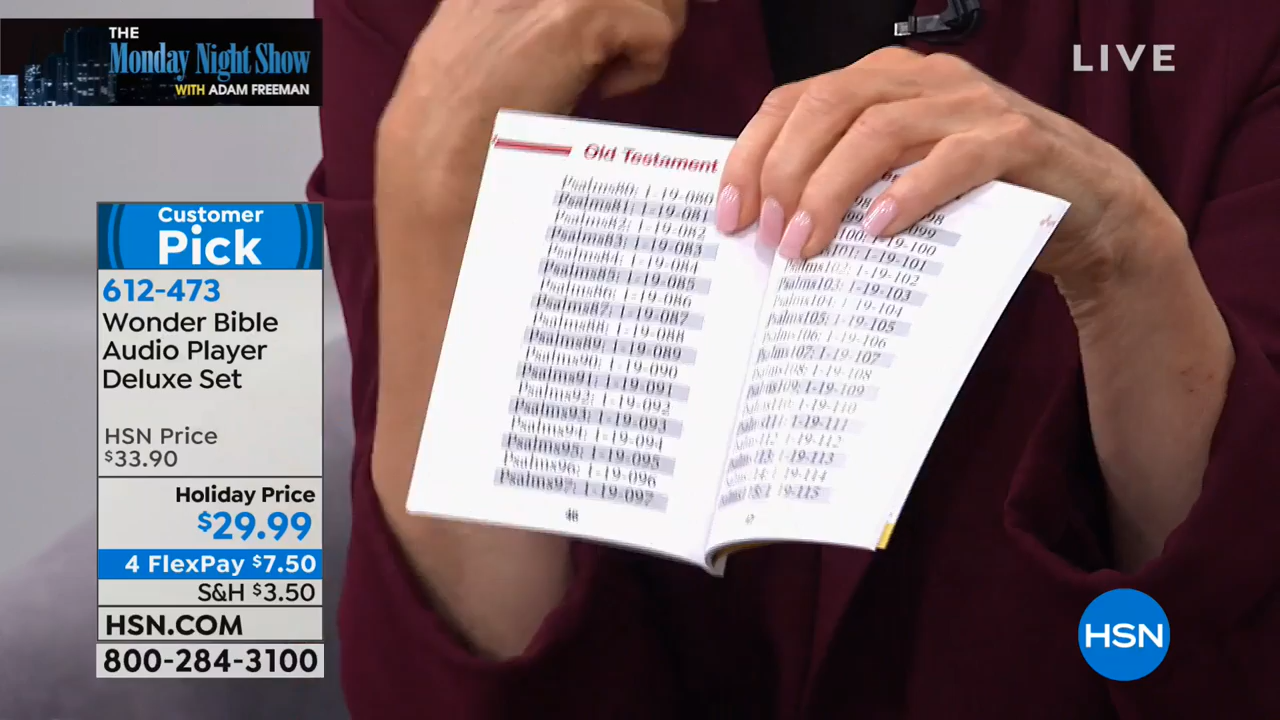 THE
Monday Night Show
WITH ADAM FREEMAN
LIVE
Customer
Pick
612-473
Wonder Bible
Audio Player
Deluxe Set
HSN Price
$33.90
Holiday Price
$29.99
4 FlexPay $7.50
S&H $3.50
HSN.COM
800-284-3100
Old Testament
Psalms80: 1-19-080
Psalms81: 1-19-081
Psalms82: 1-19-082
Psalms83: 1-19-083
Psalms84: 1-19-084
Psalms85: 1-19-085
Psalms86: 1-19-086
Psalms87: 1-19-087
Psalms88: 1-19-088
Psalms89: 1-19-089
Psalms90: 1-19-090
Psalms91: 1-19-091
Psalms92: 1-19-092
Psalms93: 1-19-093
Psalms94: 1-19-094
Psalms95: 1-19-095
Psalms96: 1-19-096
Psalms97: 1-19-097
48
1-19-100
1-19-101
Psalms102: 1-19-102
Psalms103: 1-19-103
Psalms104: 1-19-104
Psalms105: 1-19-105
Psalms106: 1-19-106
Psalms107: 1-19-107
Psalms108: 1-19-108
Psalms109: 1-19-109
Psalms110: 1-19-110
1-19-111
1-19-112
1-19-113
1-19-114
1-19-115
HSN